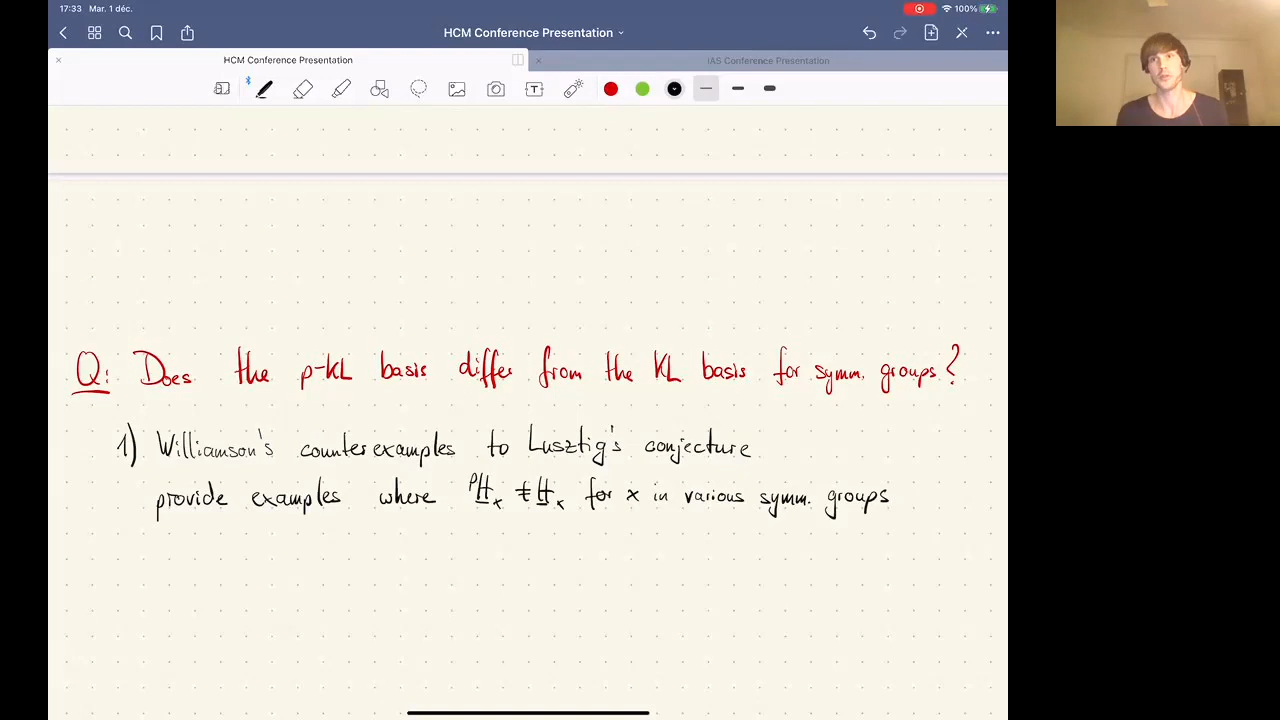 17:33 Mar. 1 déc.
100%
HCM Conference Presentation
HCM Conference Presentation
IAS Conference Presentation
T
Q: Does the p-KL basis differ from the KL basis for symm. groups?
1) Williamson's counterexamples to Lusztig's conjecture
provide examples where ᵖH̲ₓ ≠ H̲ₓ for x in various symm. groups